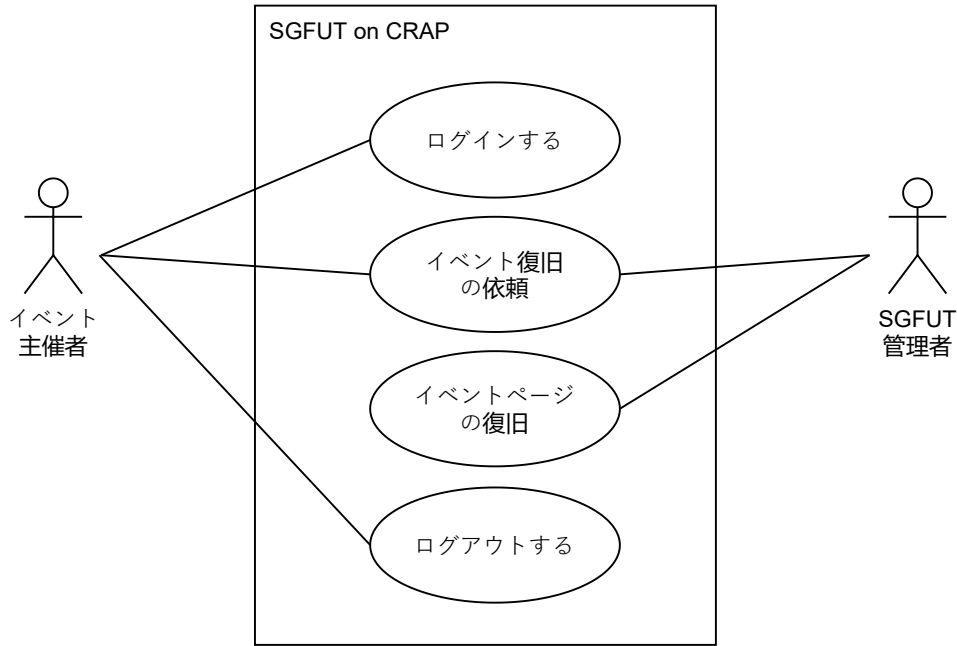 SGFUT on CRAP
ログインする
イベント復旧
の依頼
イベントページ
の復旧
ログアウトする
イベント
主催者
SGFUT
管理者